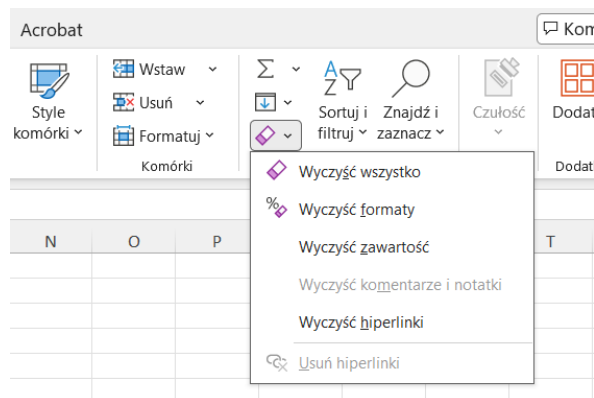 Acrobat
Kom
Style
komórki
Wstaw
Usuń
Formatuj
Komórki
Sortuj i
filtruj
Znajdź i
zaznacz
Czułość
Dodat
Dodat
Wyczyść wszystko
Wyczyść formaty
Wyczyść zawartość
Wyczyść komentarze i notatki
Wyczyść hiperlinki
Usuń hiperlinki
N O P T